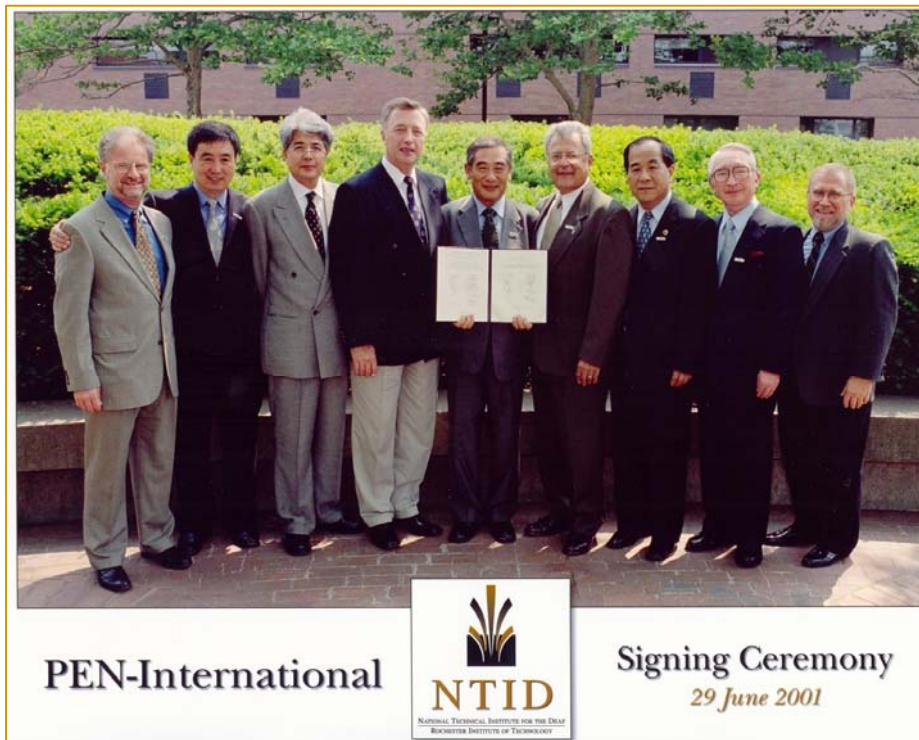 PEN-International
NTID
NATIONAL TECHNICAL INSTITUTE FOR THE DEAF
ROCHESTER INSTITUTE OF TECHNOLOGY
Signing Ceremony
29 June 2001